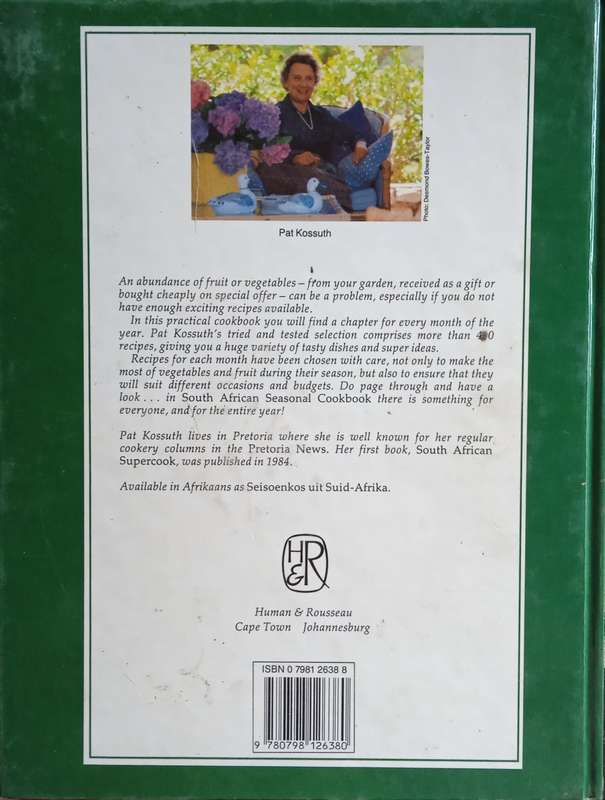 Photo: Desmond Bowes-Taylor
Pat Kossuth
An abundance of fruit or vegetables – from your garden, received as a gift or
bought cheaply on special offer – can be a problem, especially if you do not
have enough exciting recipes available.
In this practical cookbook you will find a chapter for every month of the
year. Pat Kossuth's tried and tested selection comprises more than
recipes, giving you a huge variety of tasty dishes and super ideas.
Recipes for each month have been chosen with care, not only to make the
most of vegetables and fruit during their season, but also to ensure that they
will suit different occasions and budgets. Do page through and have a
look . . . in South African Seasonal Cookbook there is something for
everyone, and for the entire year!
Pat Kossuth lives in Pretoria where she is well known for her regular
cookery columns in the Pretoria News. Her first book, South African
Supercook, was published in 1984.
Available in Afrikaans as Seisoenkos uit Suid-Afrika.
H&R
Human & Rousseau
Cape Town Johannesburg
ISBN 0 7981 2638 8
9 780798 126380